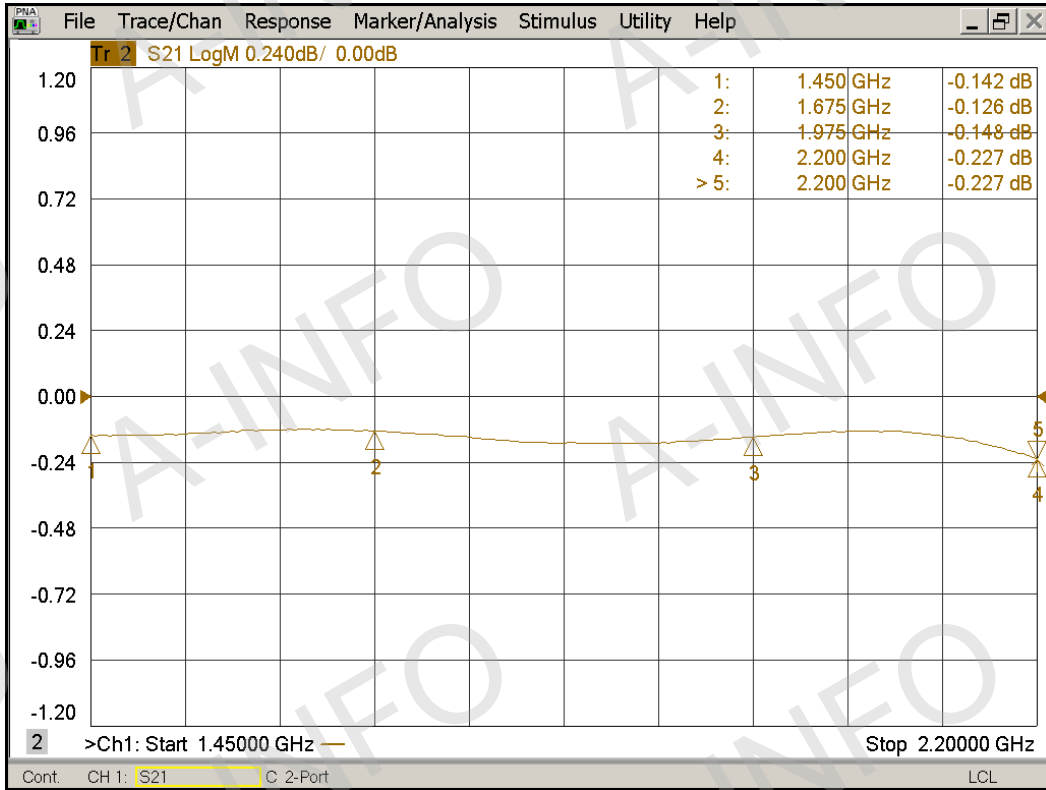 PNA
File Trace/Chan Response Marker/Analysis Stimulus Utility Help
Tr 2 S21 LogM 0.240dB/ 0.00dB
1.20
0.96
0.72
0.48
0.24
0.00
-0.24
-0.48
-0.72
-0.96
-1.20
1: 1.450 GHz -0.142 dB
2: 1.675 GHz -0.126 dB
3: 1.975 GHz -0.148 dB
4: 2.200 GHz -0.227 dB
> 5: 2.200 GHz -0.227 dB
1
2
3
5
4
A-INFO
A-INFO
A-INFO
A-INFO
2 >Ch1: Start 1.45000 GHz — Stop 2.20000 GHz
Cont. CH 1: S21 C 2-Port LCL